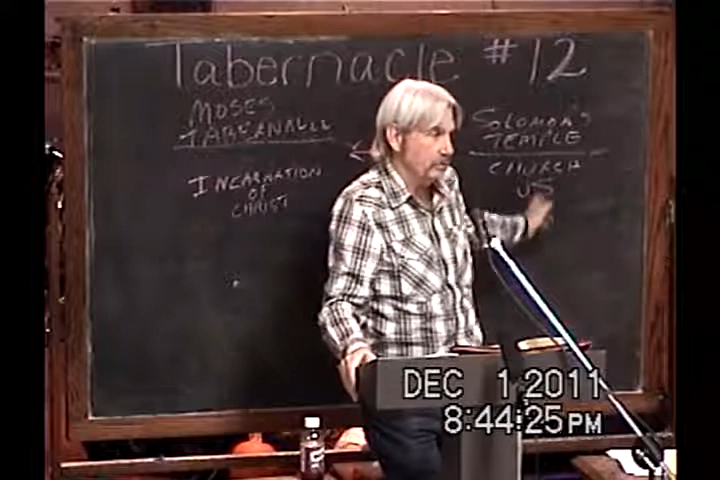 Tabernacle #12
MOSES
TABERNACLE
INCARNATION
OF
CHRIST
SOLOMON'S
TEMPLE
CHURCH
US
DEC 1 2011
8:44:25 PM